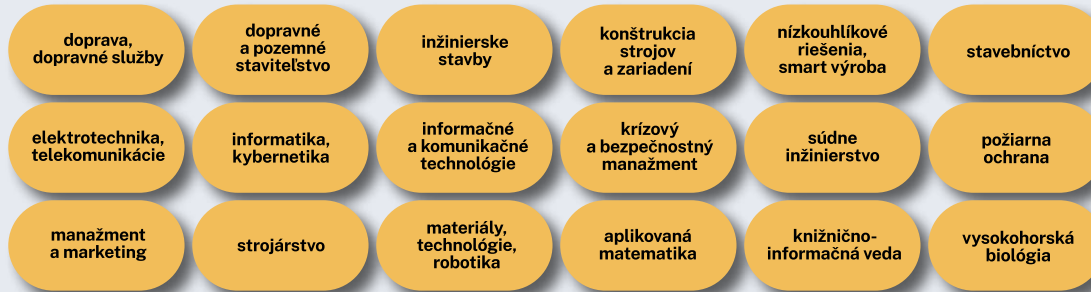 doprava,
dopravné služby
dopravné
a pozemné
staviteľstvo
inžinierske
stavby
konštrukcia
strojov
a zariadení
nízkouhlíkové
riešenia,
smart výroba
stavebníctvo
elektrotechnika,
telekomunikácie
informatika,
kybernetika
informačné
a komunikačné
technológie
krízový
a bezpečnostný
manažment
súdne
inžinierstvo
požiarna
ochrana
manažment
a marketing
strojárstvo
materiály,
technológie,
robotika
aplikovaná
matematika
knižnično-
informačná veda
vysokohorská
biológia